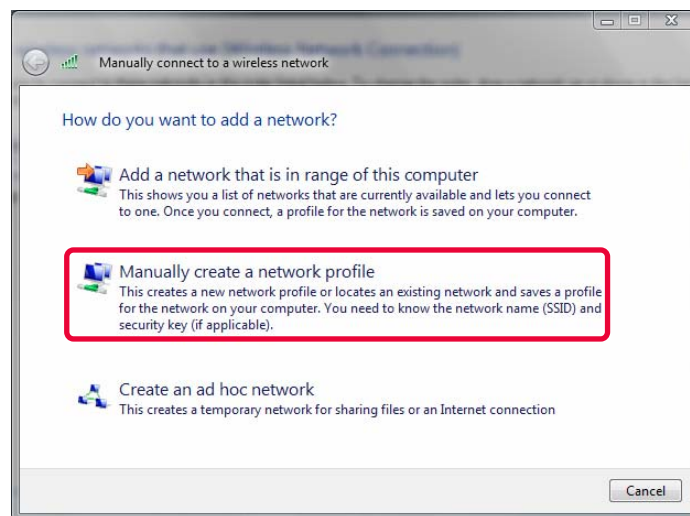 Manually connect to a wireless network
How do you want to add a network?
Add a network that is in range of this computer
This shows you a list of networks that are currently available and lets you connect
to one. Once you connect, a profile for the network is saved on your computer.
Manually create a network profile
This creates a new network profile or locates an existing network and saves a profile
for the network on your computer. You need to know the network name (SSID) and
security key (if applicable).
Create an ad hoc network
This creates a temporary network for sharing files or an Internet connection
Cancel